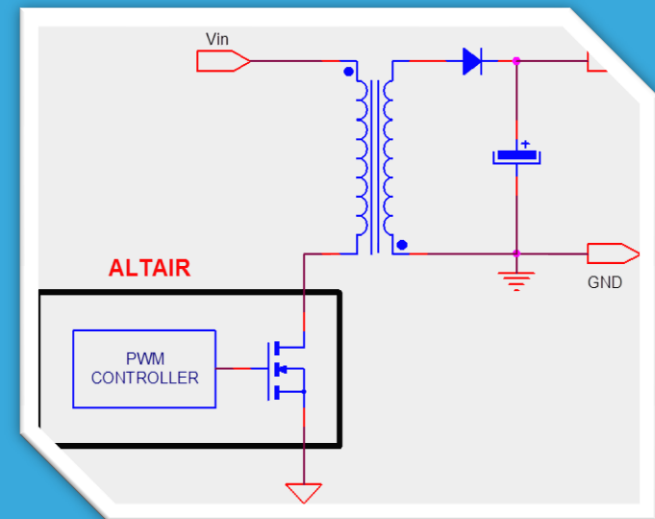 Vin
+
ALTAIR
GND
PWM
CONTROLLER